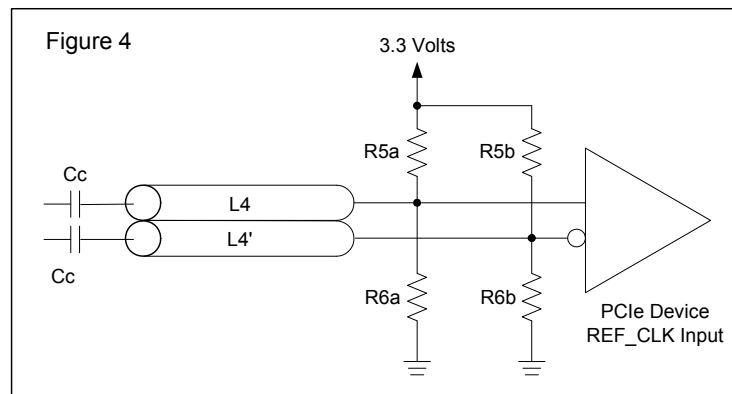 Figure 4
3.3 Volts
R5a
R5b
Cc
L4
L4'
Cc
R6a
R6b
PCIe Device
REF_CLK Input